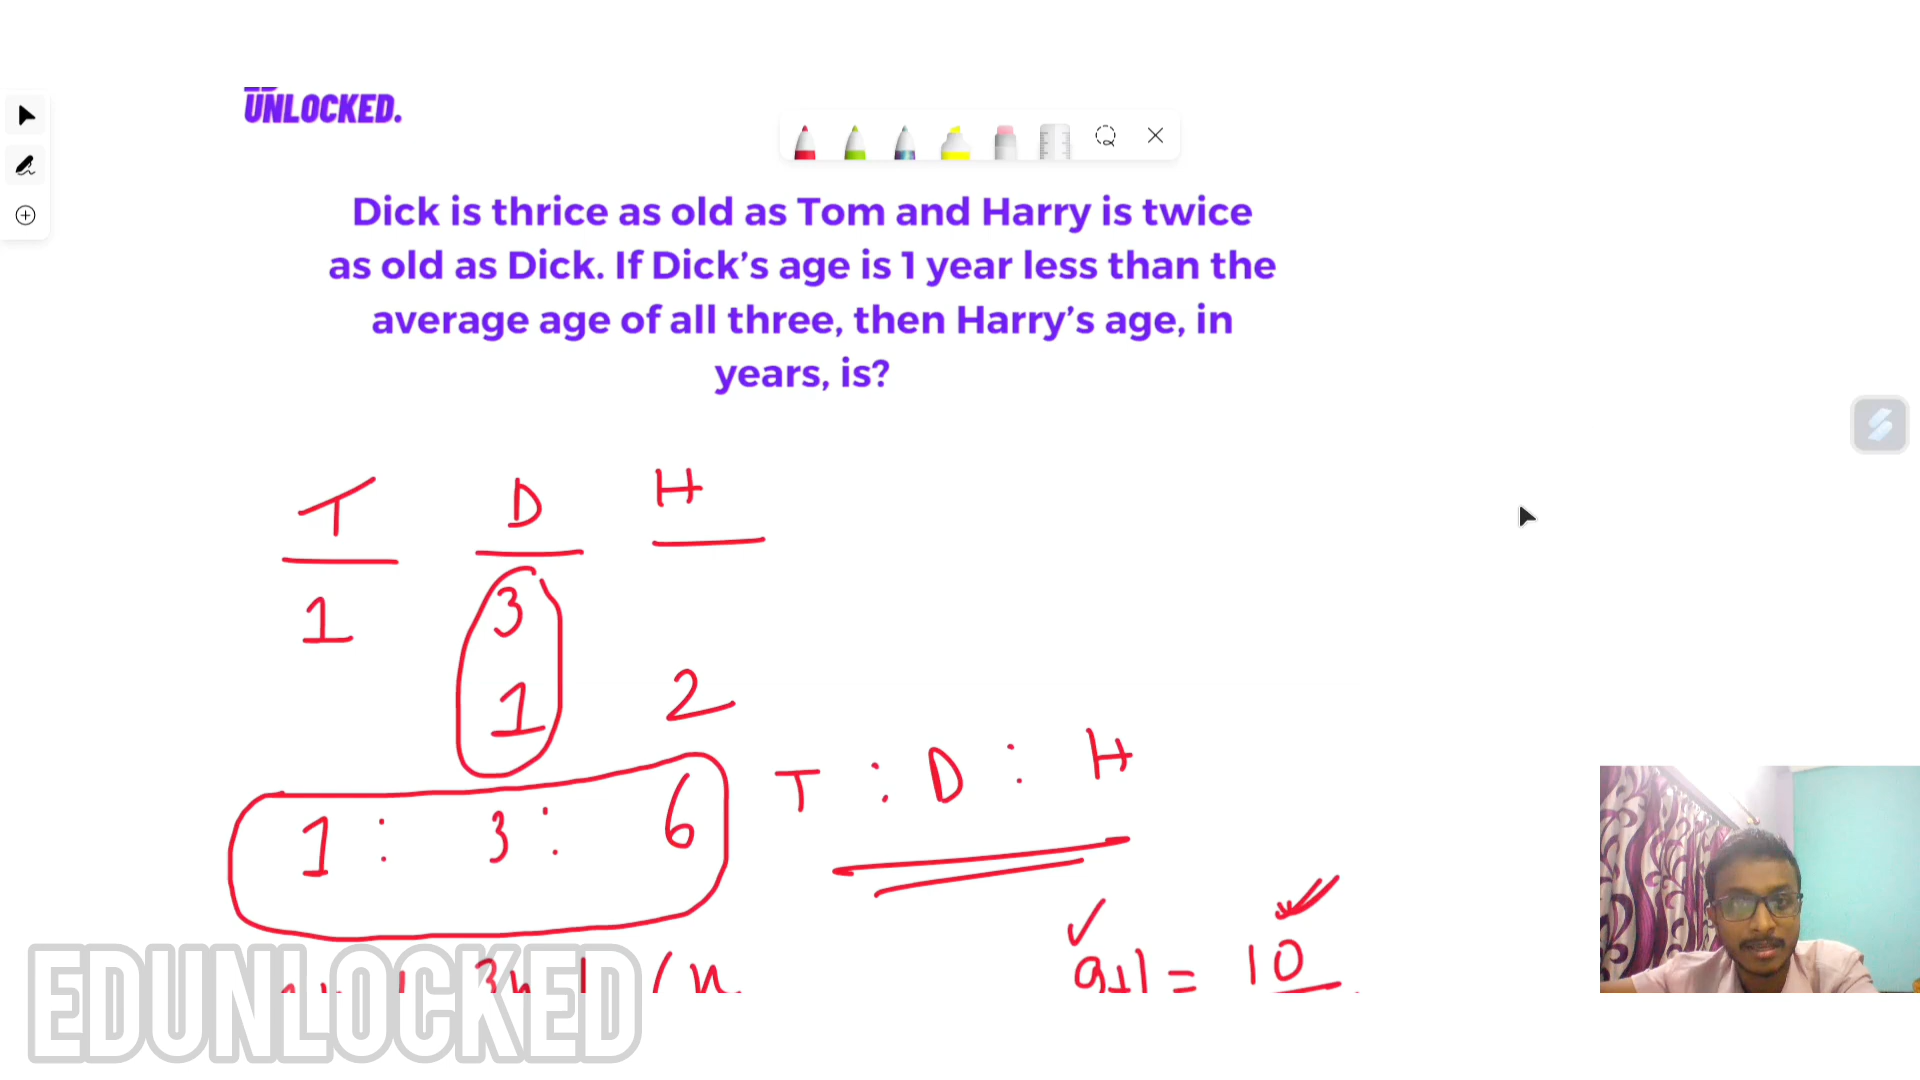 UNLOCKED.
Dick is thrice as old as Tom and Harry is twice
as old as Dick. If Dick’s age is 1 year less than the
average age of all three, then Harry’s age, in
years, is?
T D H
1 3
1 2
1 : 3 : 6 T : D : H
9+1 = 10
EDUNLOCKED